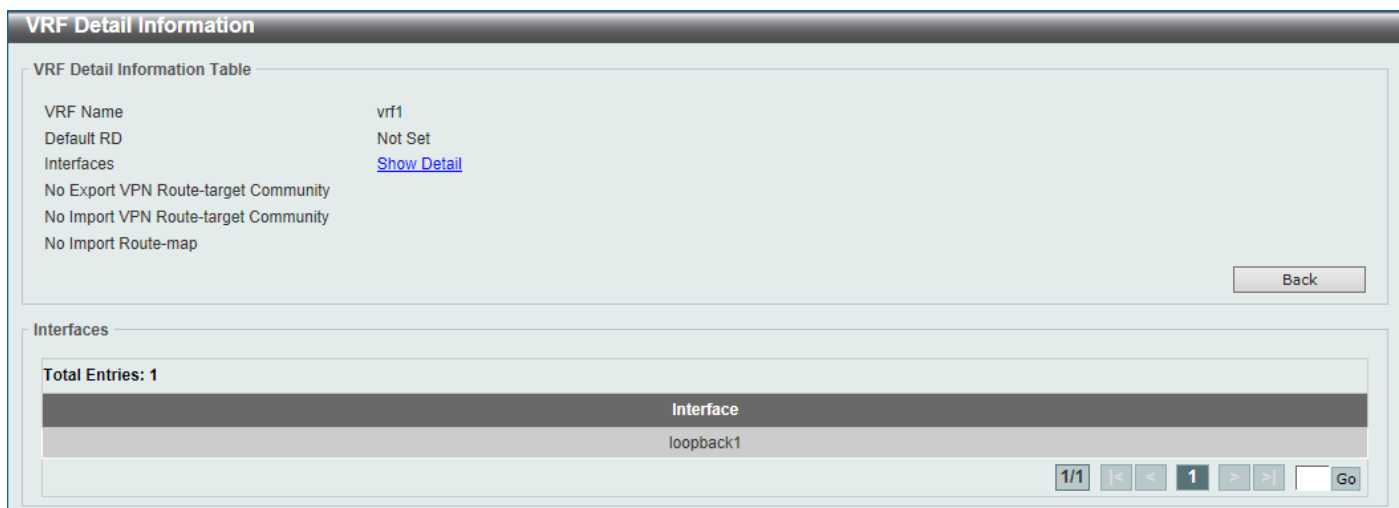 VRF Detail Information
VRF Detail Information Table
VRF Name vrf1
Default RD Not Set
Interfaces Show Detail
No Export VPN Route-target Community
No Import VPN Route-target Community
No Import Route-map
Back
Interfaces
Total Entries: 1
Interface
loopback1
1/1 |< < 1 > >| Go